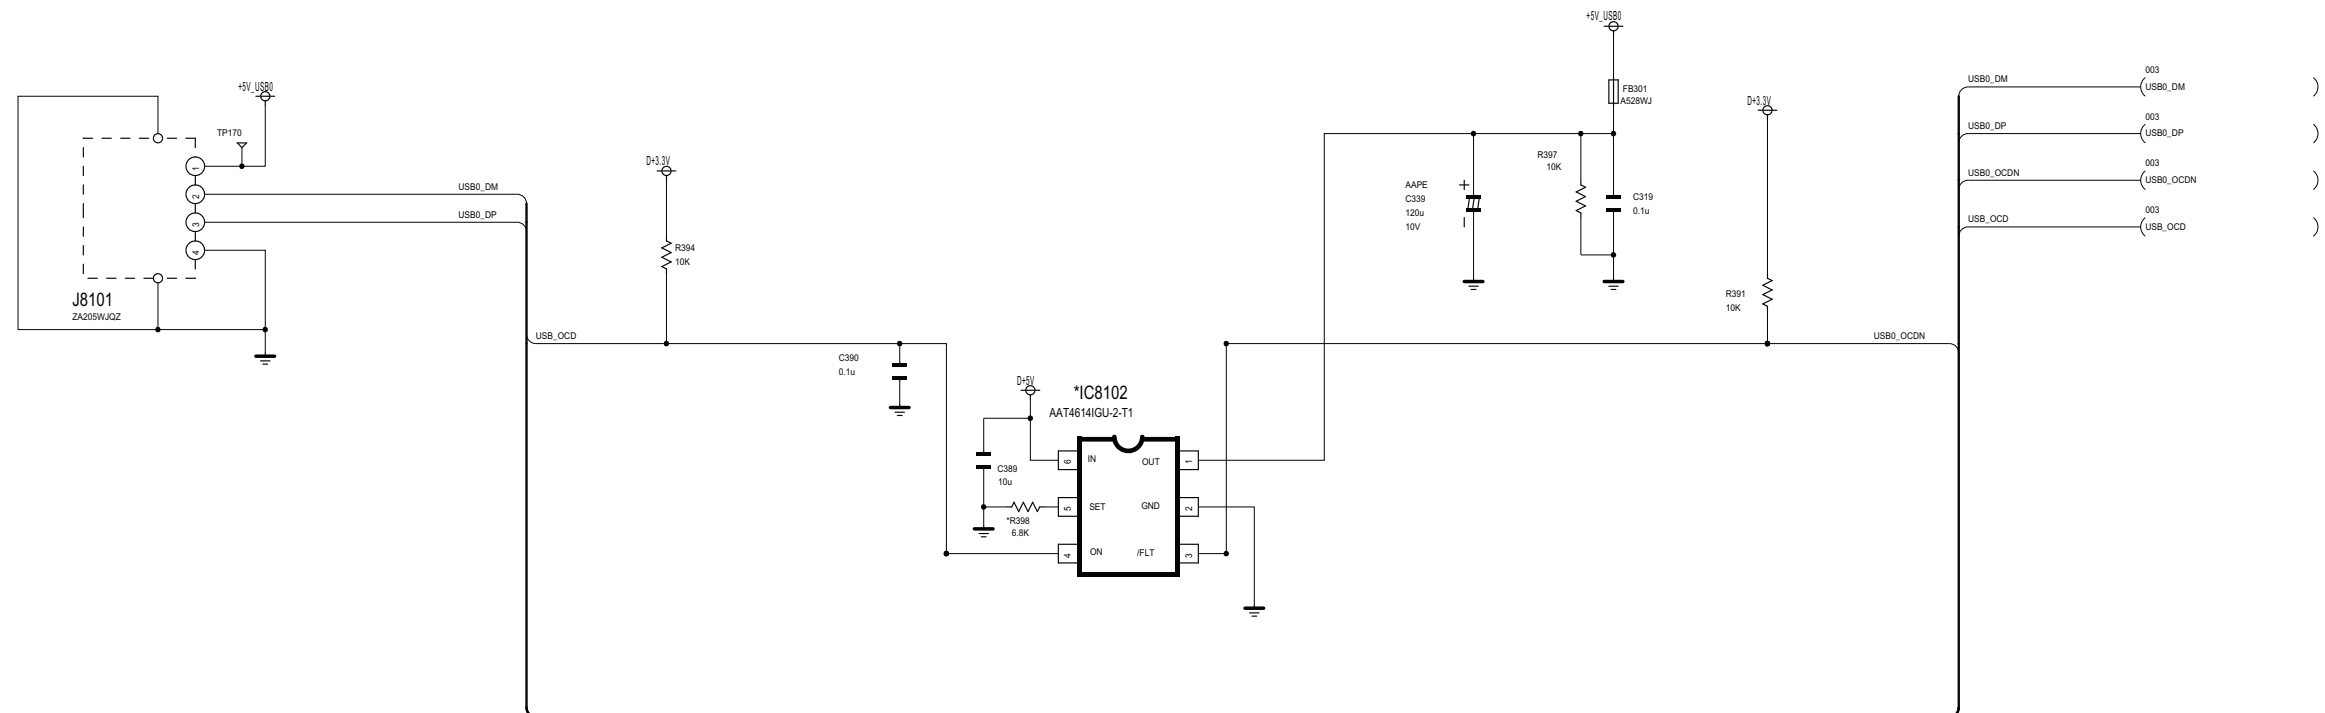 +5V_USB0
TP170
1
2
3
4
J8101
ZA205WJQZ
USB0_DM
USB0_DP
D+3.3V
R394
10K
USB_OCD
C390
0.1u
D+5V
*IC8102
AAT4614IGU-2-T1
C389
10u
*R398
6.8K
6
IN
OUT
1
5
SET
GND
2
4
ON
/FLT
3
+5V_USB0
FB301
A528WJ
R397
10K
AAPE
C339
120u
10V
+
C319
0.1u
D+3.3V
R391
10K
USB0_OCDN
USB0_DM
003
USB0_DM
USB0_DP
003
USB0_DP
USB0_OCDN
003
USB0_OCDN
USB_OCD
003
USB_OCD